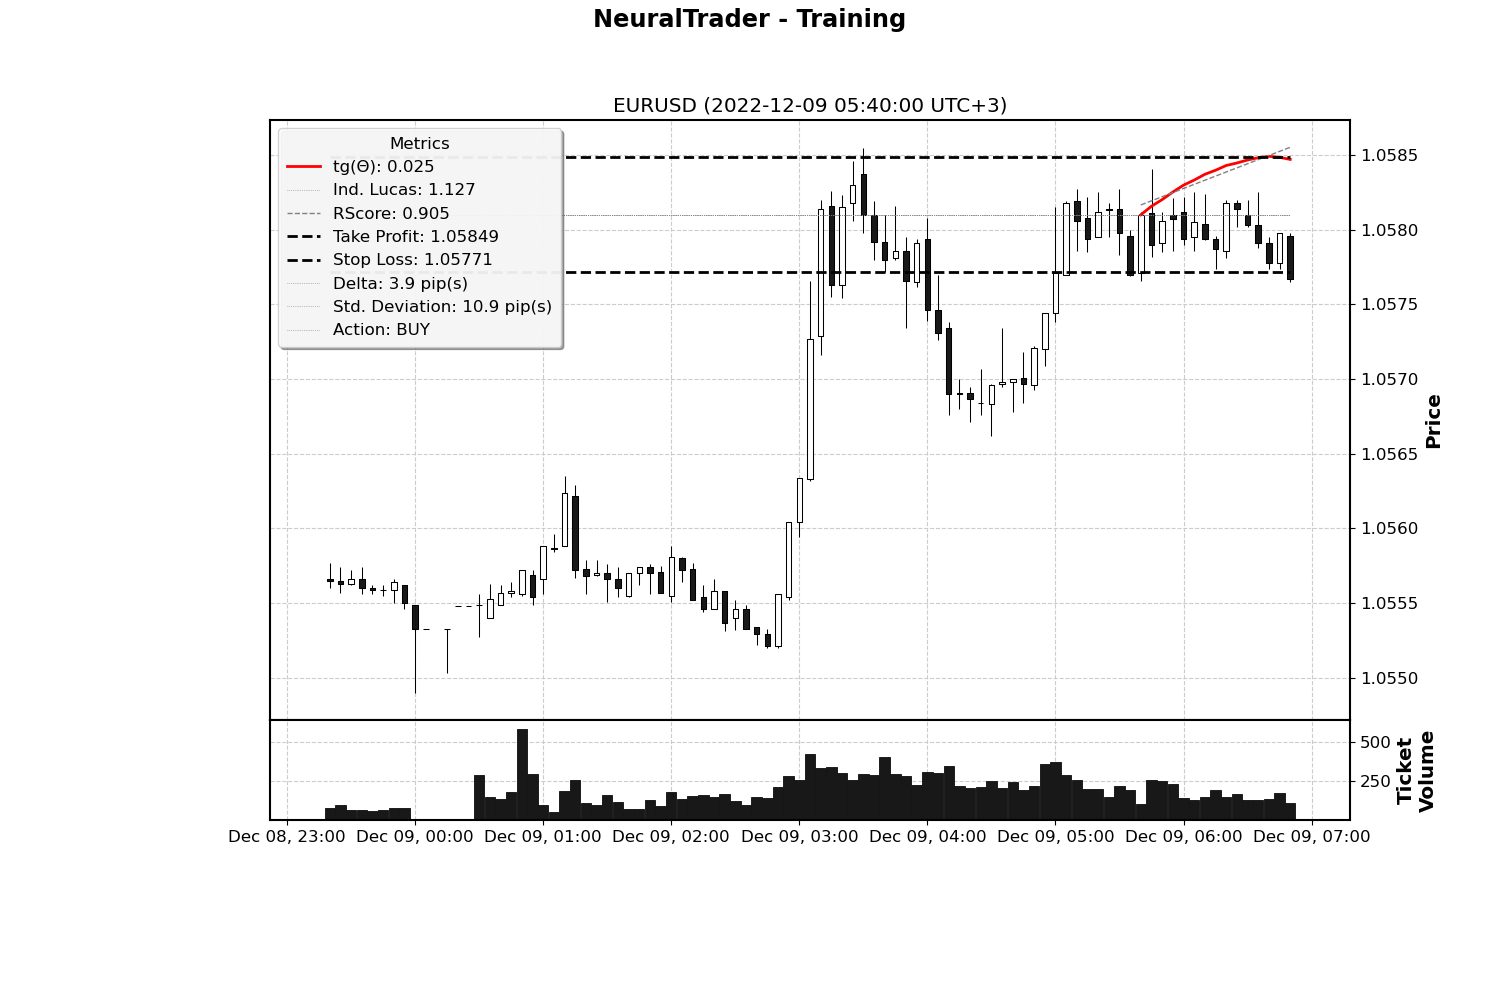 NeuralTrader - Training
EURUSD (2022-12-09 05:40:00 UTC+3)
Metrics
tg(Θ): 0.025
Ind. Lucas: 1.127
RScore: 0.905
Take Profit: 1.05849
Stop Loss: 1.05771
Delta: 3.9 pip(s)
Std. Deviation: 10.9 pip(s)
Action: BUY
1.0585
1.0580
1.0575
1.0570
1.0565
1.0560
1.0555
1.0550
Price
500
250
Ticket
Volume
Dec 08, 23:00 Dec 09, 00:00 Dec 09, 01:00 Dec 09, 02:00 Dec 09, 03:00 Dec 09, 04:00 Dec 09, 05:00 Dec 09, 06:00 Dec 09, 07:00